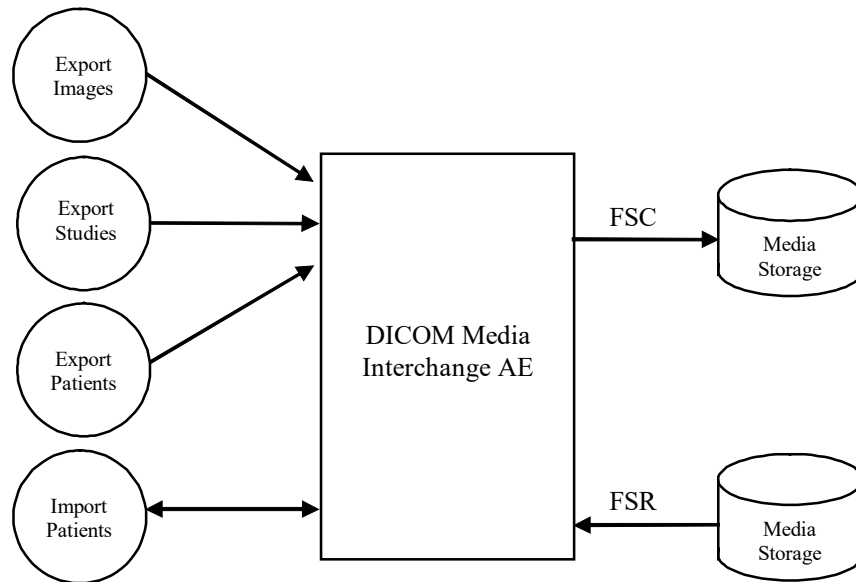 Export
Images
Export
Studies
Export
Patients
Import
Patients
DICOM Media
Interchange AE
FSC
Media
Storage
FSR
Media
Storage